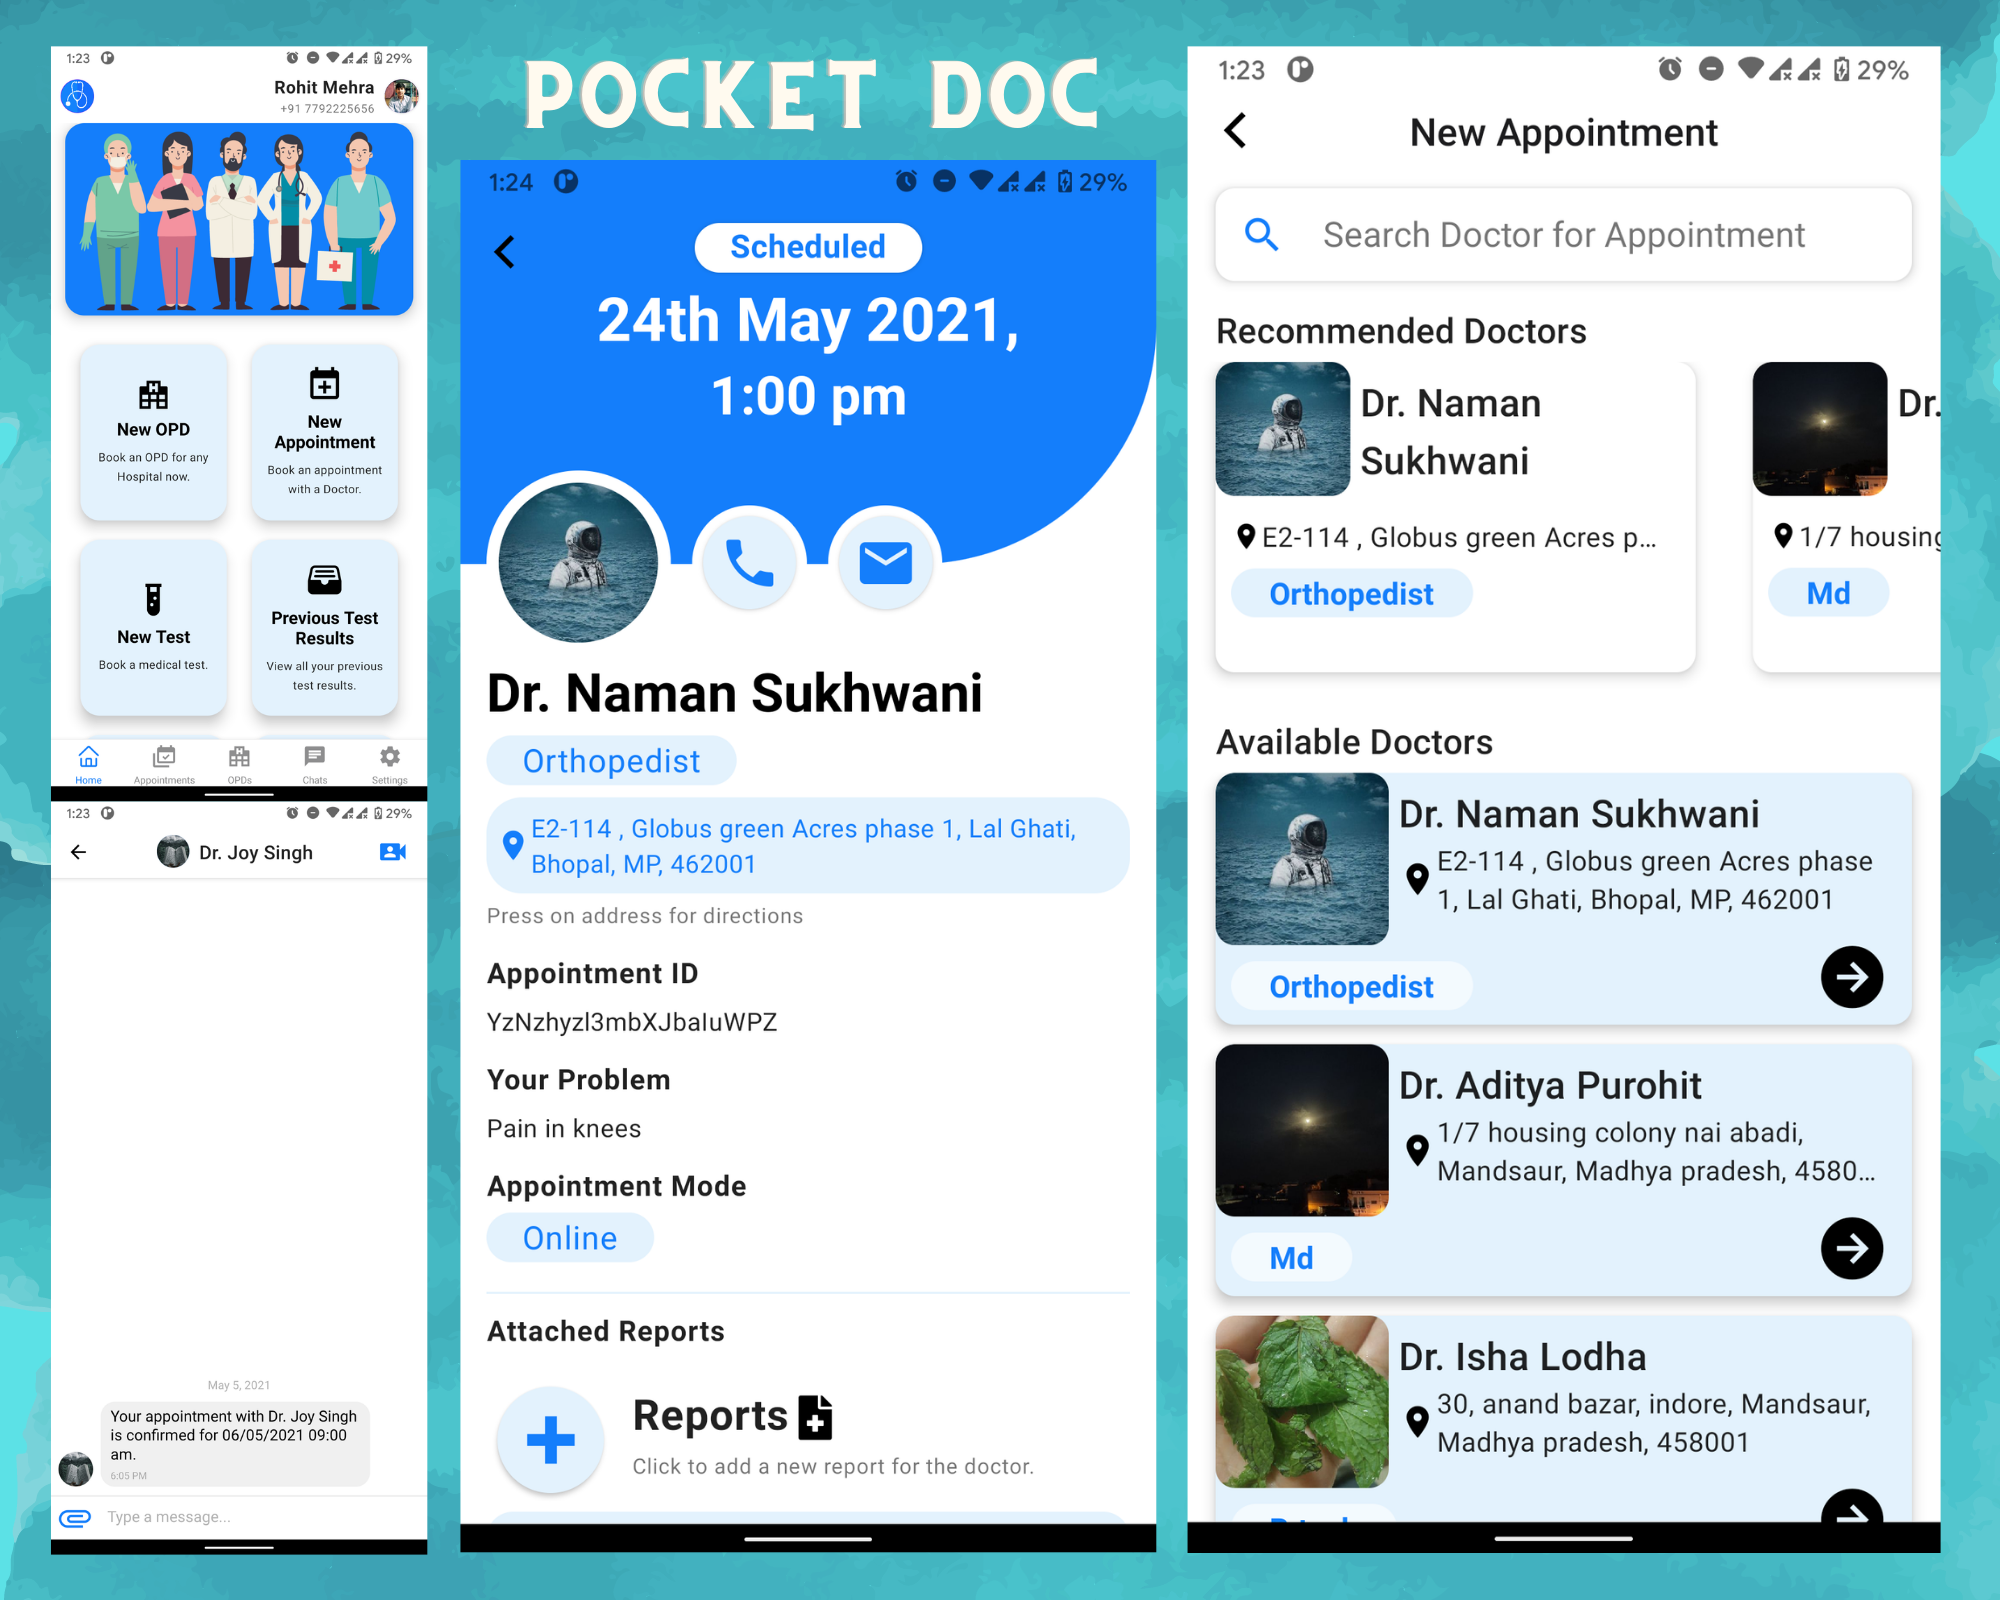 POCKET DOC
1:23
29%
Rohit Mehra
+91 7792225656
New OPD
Book an OPD for any
Hospital now.
New
Appointment
Book an appointment
with a Doctor.
New Test
Book a medical test.
Previous Test
Results
View all your previous
test results.
Home
Appointments
OPDs
Chats
Settings
1:23
29%
Dr. Joy Singh
May 5, 2021
Your appointment with Dr. Joy Singh
is confirmed for 06/05/2021 09:00
am.
6:05 PM
Type a message...
1:24
29%
Scheduled
24th May 2021,
1:00 pm
Dr. Naman Sukhwani
Orthopedist
E2-114 , Globus green Acres phase 1, Lal Ghati,
Bhopal, MP, 462001
Press on address for directions
Appointment ID
YzNzhyzl3mbXJbaIuWPZ
Your Problem
Pain in knees
Appointment Mode
Online
Attached Reports
Reports
Click to add a new report for the doctor.
1:23
29%
New Appointment
Search Doctor for Appointment
Recommended Doctors
Dr. Naman
Sukhwani
E2-114 , Globus green Acres p...
Orthopedist
Dr.
1/7 housing
Md
Available Doctors
Dr. Naman Sukhwani
E2-114 , Globus green Acres phase
1, Lal Ghati, Bhopal, MP, 462001
Orthopedist
Dr. Aditya Purohit
1/7 housing colony nai abadi,
Mandsaur, Madhya pradesh, 4580...
Md
Dr. Isha Lodha
30, anand bazar, indore, Mandsaur,
Madhya pradesh, 458001